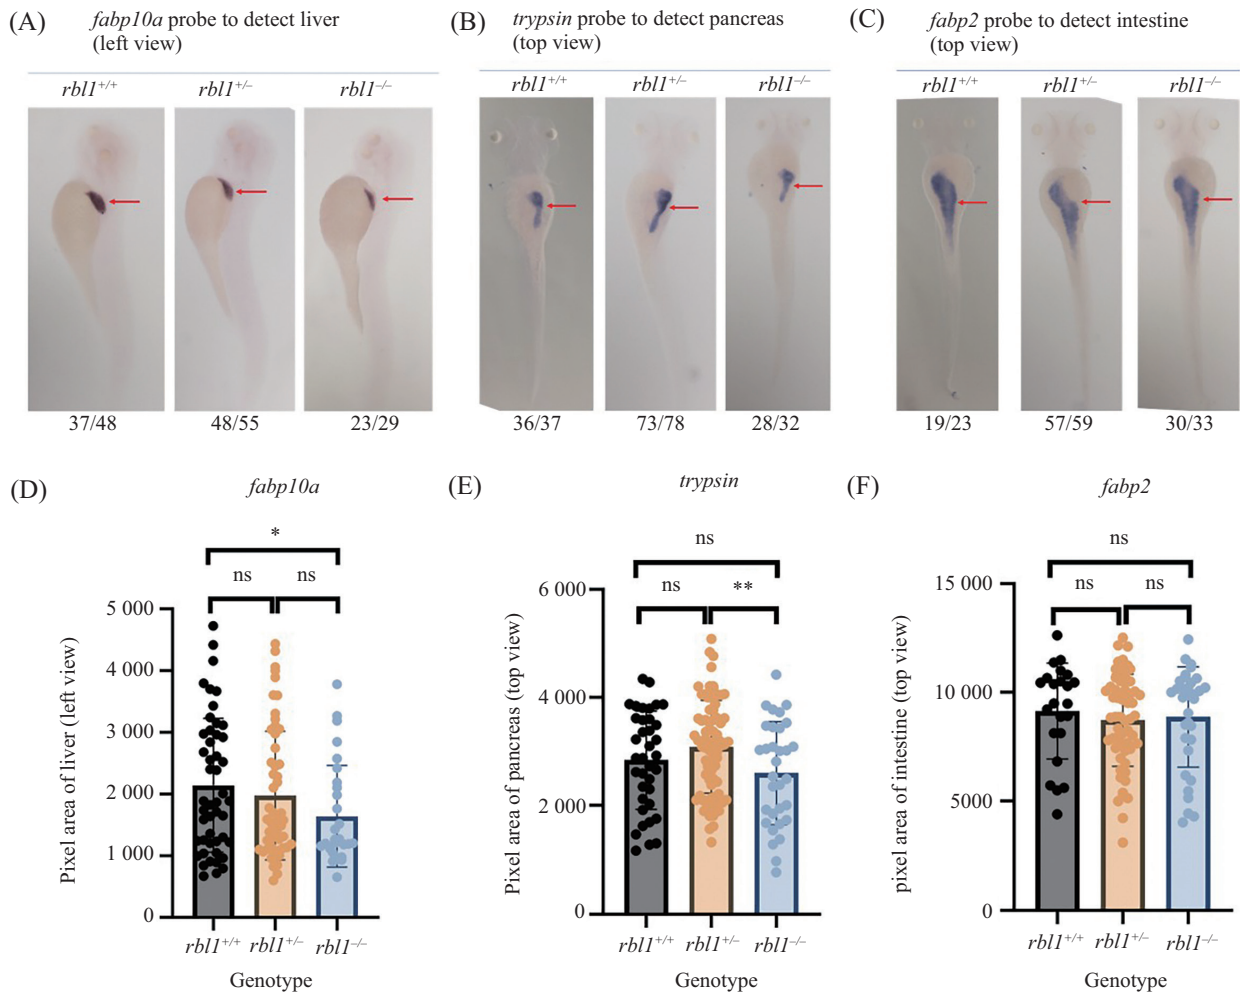 (A) fabp10a probe to detect liver
(left view)
rbl1+/+ rbl1+/– rbl1–/–
37/48 48/55 23/29
(B) trypsin probe to detect pancreas
(top view)
rbl1+/+ rbl1+/– rbl1–/–
36/37 73/78 28/32
(C) fabp2 probe to detect intestine
(top view)
rbl1+/+ rbl1+/– rbl1–/–
19/23 57/59 30/33
(D) fabp10a
*
ns ns
Pixel area of liver (left view)
5 000
4 000
3 000
2 000
1 000
0
rbl1+/+ rbl1+/– rbl1–/–
Genotype
(E) trypsin
ns
ns **
Pixel area of pancreas (top view)
6 000
4 000
2 000
0
rbl1+/+ rbl1+/– rbl1–/–
Genotype
(F) fabp2
ns
ns ns
pixel area of intestine (top view)
15 000
10 000
5000
0
rbl1+/+ rbl1+/– rbl1–/–
Genotype